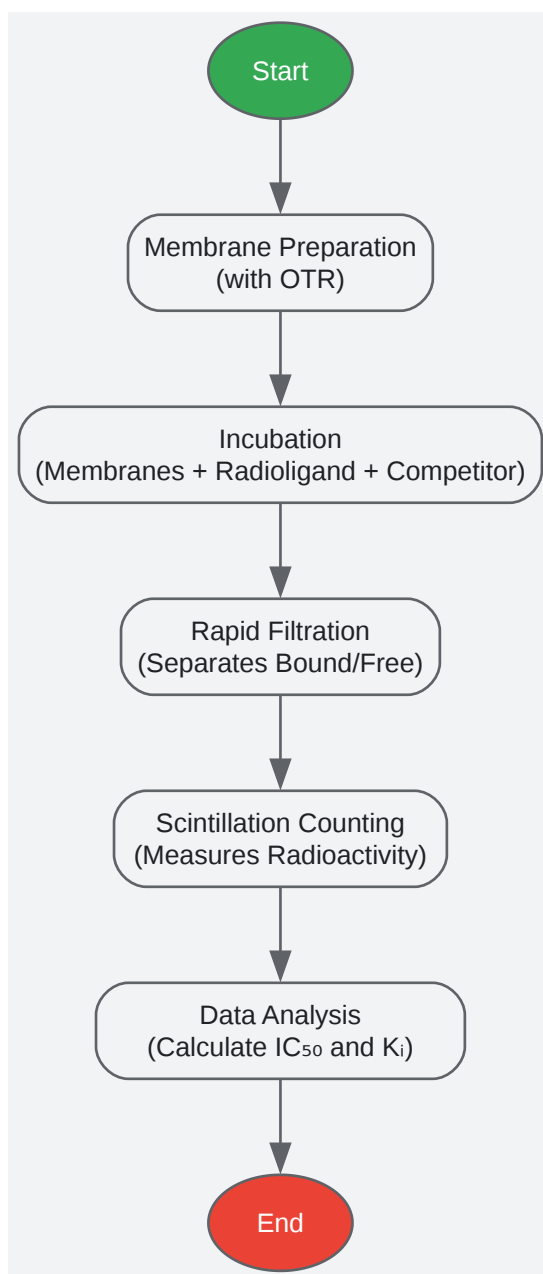 Start
Membrane Preparation
(with OTR)
Incubation
(Membranes + Radioligand + Competitor)
Rapid Filtration
(Separates Bound/Free)
Scintillation Counting
(Measures Radioactivity)
Data Analysis
(Calculate IC₅₀ and Kᵢ)
End